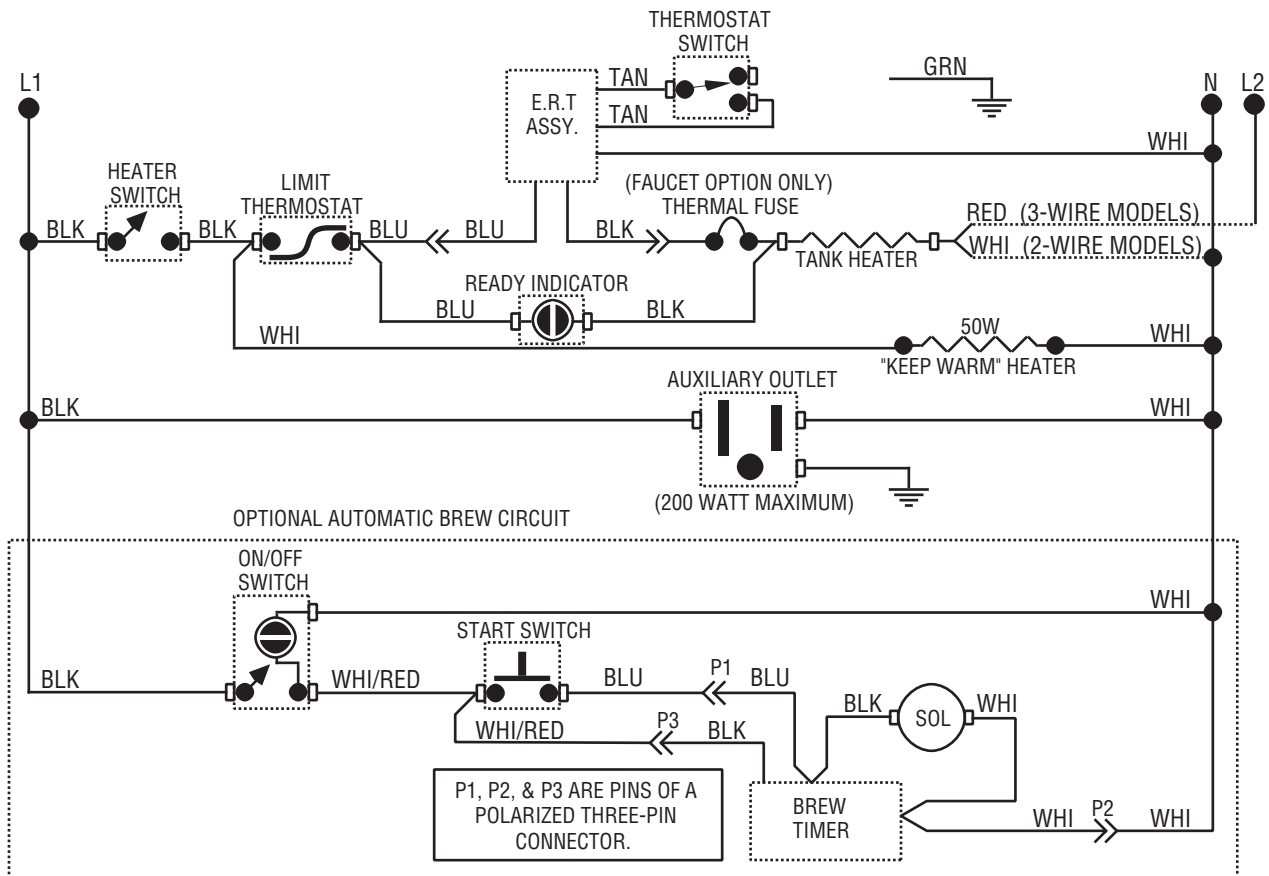 THERMOSTAT
SWITCH
L1
TAN
GRN
N
L2
E.R.T
ASSY.
TAN
WHI
HEATER
SWITCH
LIMIT
THERMOSTAT
(FAUCET OPTION ONLY)
THERMAL FUSE
BLK
BLK
BLU
BLU
BLK
RED (3-WIRE MODELS)
WHI (2-WIRE MODELS)
TANK HEATER
READY INDICATOR
BLU
BLK
WHI
50W
WHI
"KEEP WARM" HEATER
AUXILIARY OUTLET
BLK
WHI
(200 WATT MAXIMUM)
OPTIONAL AUTOMATIC BREW CIRCUIT
ON/OFF
SWITCH
WHI
START SWITCH
BLK
WHI/RED
BLU
P1
BLU
BLK
SOL
WHI
WHI/RED
P3
BLK
P1, P2, & P3 ARE PINS OF A
POLARIZED THREE-PIN
CONNECTOR.
BREW
TIMER
WHI
P2
WHI